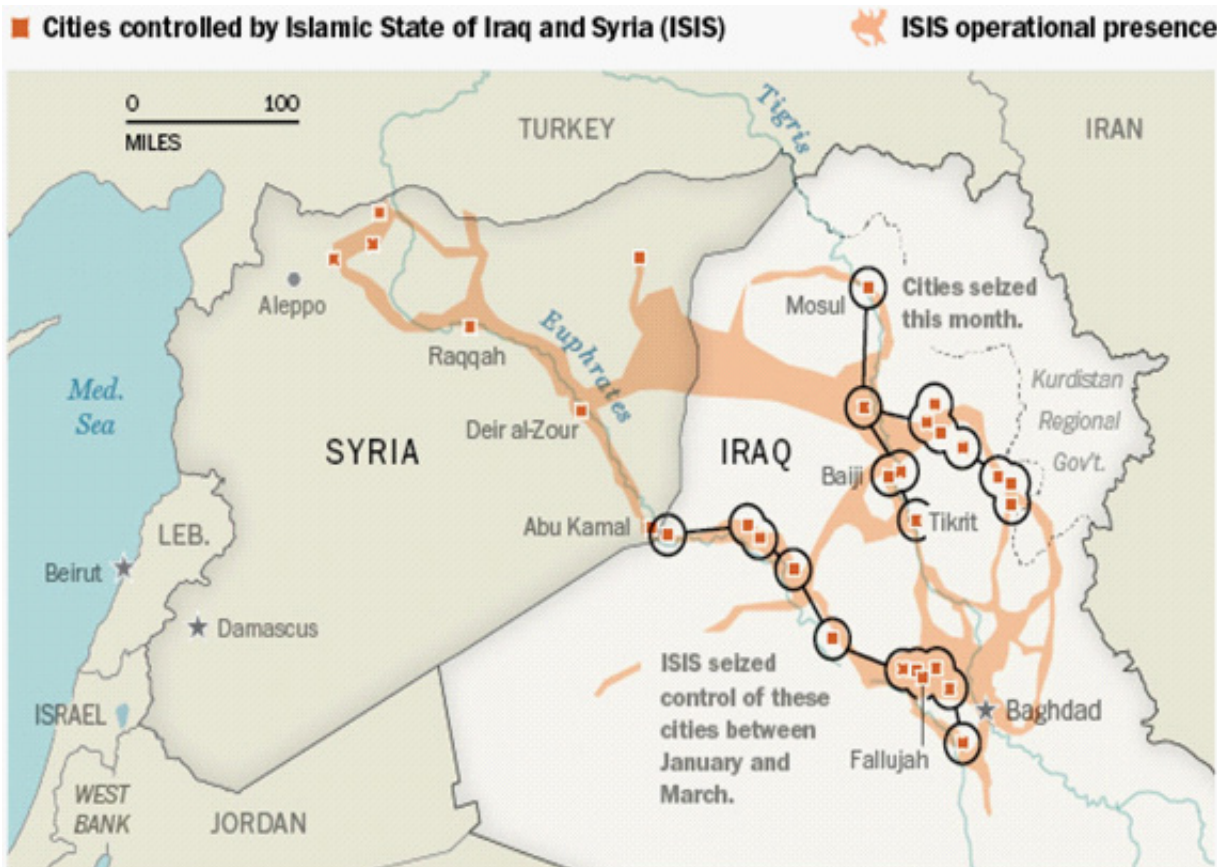 Cities controlled by Islamic State of Iraq and Syria (ISIS)
ISIS operational presence
0 100
MILES
TURKEY
Tigris
IRAN
Aleppo
Mosul
Cities seized
this month.
Raqqah
Euphrates
Kurdistan
Regional
Gov't.
Med.
Sea
Deir al-Zour
SYRIA
IRAQ
Baiji
Abu Kamal
Tikrit
LEB.
Beirut
Damascus
ISIS seized
control of these
cities between
January and
March.
ISRAEL
Baghdad
Fallujah
WEST
BANK
JORDAN